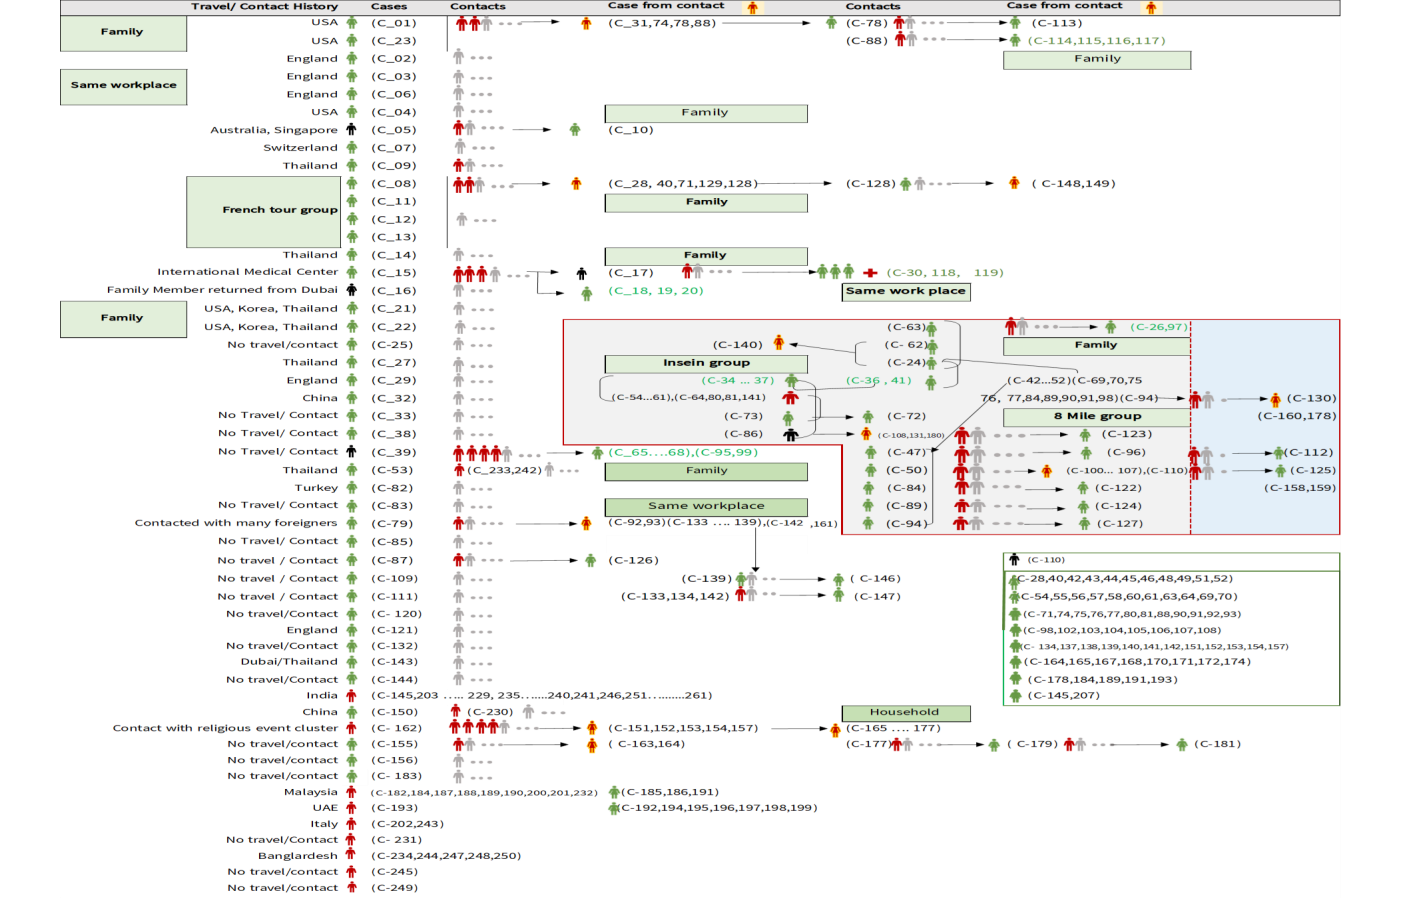 Travel/ Contact History Cases Contacts Case from contact Contacts Case from contact
USA (C_01) (C_31,74,78,88) (C-78) (C-113)
Family
USA (C_23) (C-88) (C-114,115,116,117)
England (C_02) Family
England (C_03)
Same workplace
England (C_06)
USA (C_04) Family
Australia, Singapore (C_05) (C_10)
Switzerland (C_07)
Thailand (C_09)
(C_08) (C_28, 40,71,129,128) (C-128) ( C-148,149)
(C_11) Family
French tour group
(C_12)
(C_13)
Thailand (C_14) Family
International Medical Center (C_15) (C_17) (C-30, 118, 119)
Family Member returned from Dubai (C_16) (C_18, 19, 20) Same work place
USA, Korea, Thailand (C_21)
Family
USA, Korea, Thailand (C_22) (C-63) (C-26,97)
No travel/contact (C-25) (C-140) (C- 62) Family
Thailand (C_27) Insein group (C-24)
England (C_29) (C-34 ... 37) (C-36 , 41) (C-42...52)(C-69,70,75
China (C_32) (C-54...61),(C-64,80,81,141) 76, 77,84,89,90,91,98)(C-94) (C-130)
No Travel/ Contact (C_33) (C-73) (C-72) 8 Mile group (C-160,178)
No Travel/ Contact (C_38) (C-86) (C-108,131,180) (C-123)
No Travel/ Contact (C_39) (C_65....68),(C-95,99) (C-47) (C-96) (C-112)
Thailand (C-53) (C_233,242) Family (C-50) (C-100... 107),(C-110) (C-125)
Turkey (C-82) (C-84) (C-122) (C-158,159)
No Travel/ Contact (C-83) Same workplace (C-89) (C-124)
Contacted with many foreigners (C-79) (C-92,93)(C-133 .... 139),(C-142 ,161) (C-94) (C-127)
No Travel/ Contact (C-85)
No travel / Contact (C-87) (C-126) (C-110)
No travel / Contact (C-109) (C-139) ( C-146) (C-28,40,42,43,44,45,46,48,49,51,52)
No travel / Contact (C-111) (C-133,134,142) (C-147) (C-54,55,56,57,58,60,61,63,64,69,70)
No travel/contact (C- 120) (C-71,74,75,76,77,80,81,88,90,91,92,93)
England (C-121) (C-98,102,103,104,105,106,107,108)
No travel/contact (C-132) (C- 134,137,138,139,140,141,142,151,152,153,154,157)
Dubai/Thailand (C-143) (C-164,165,167,168,170,171,172,174)
No travel/Contact (C-144) (C-178,184,189,191,193)
India (C-145,203 ..... 229, 235.......240,241,246,251.........261) (C-145,207)
China (C-150) (C-230) Household
Contact with religious event cluster (C- 162) (C-151,152,153,154,157) (C-165 .... 177)
No travel/contact (C-155) ( C-163,164) (C-177) ( C-179) (C-181)
No travel/contact (C-156)
No travel/contact (C- 183)
Malaysia (C-182,184,187,188,189,190,200,201,232) (C-185,186,191)
UAE (C-193) (C-192,194,195,196,197,198,199)
Italy (C-202,243)
No travel/Contact (C- 231)
Banglardesh (C-234,244,247,248,250)
No travel/contact (C-245)
No travel/contact (C-249)